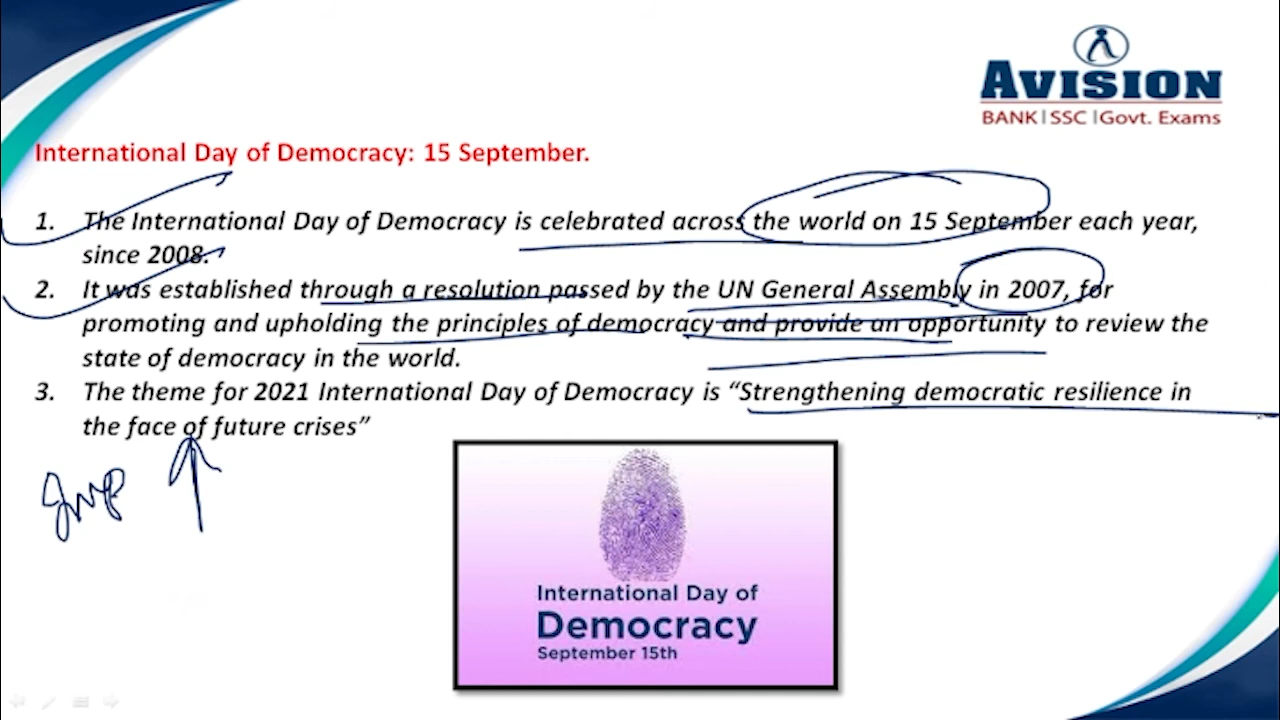 AVISION
BANK|SSC|Govt. Exams
International Day of Democracy: 15 September.
1. The International Day of Democracy is celebrated across the world on 15 September each year,
since 2008.
2. It was established through a resolution passed by the UN General Assembly in 2007, for
promoting and upholding the principles of democracy and provide an opportunity to review the
state of democracy in the world.
3. The theme for 2021 International Day of Democracy is “Strengthening democratic resilience in
the face of future crises”
Imp
International Day of
Democracy
September 15th